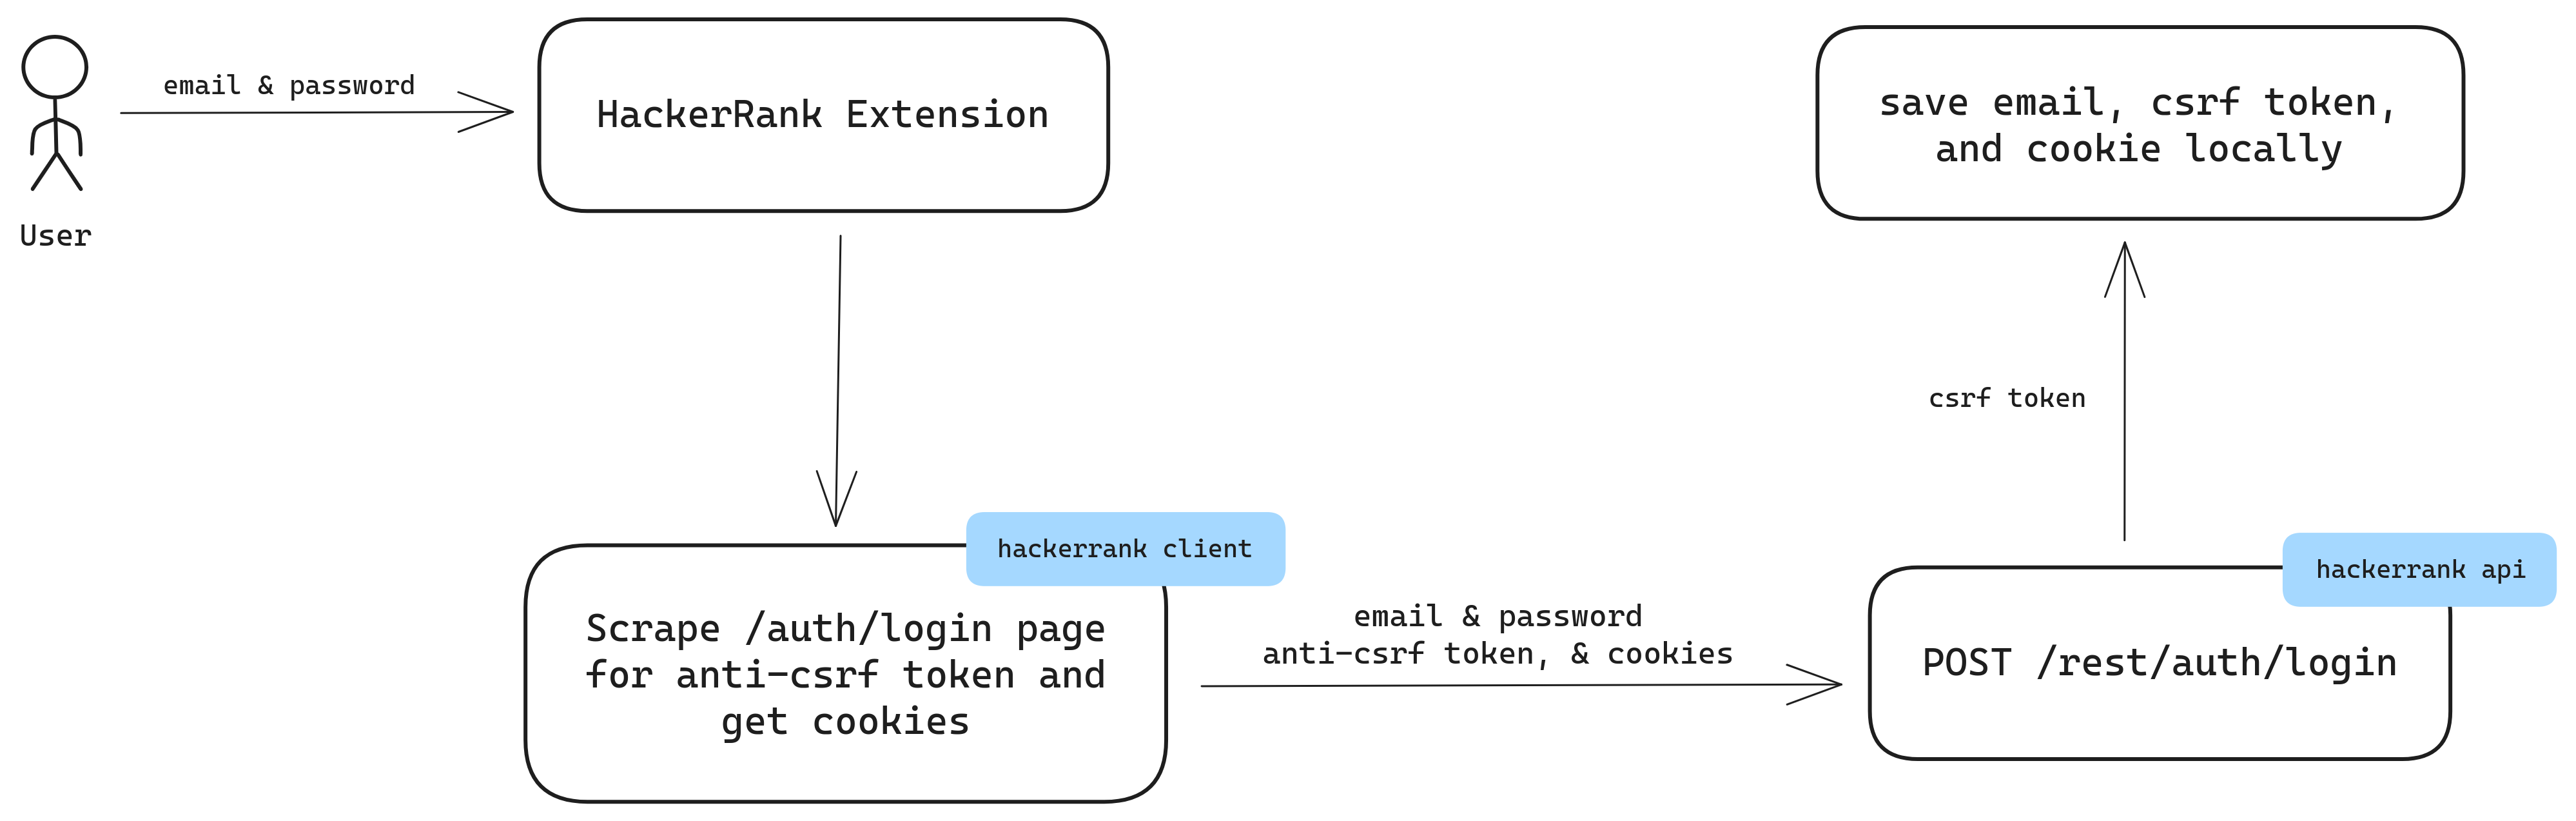 email & password
User
HackerRank Extension
hackerrank client
Scrape /auth/login page
for anti-csrf token and
get cookies
email & password
anti-csrf token, & cookies
hackerrank api
POST /rest/auth/login
csrf token
save email, csrf token,
and cookie locally